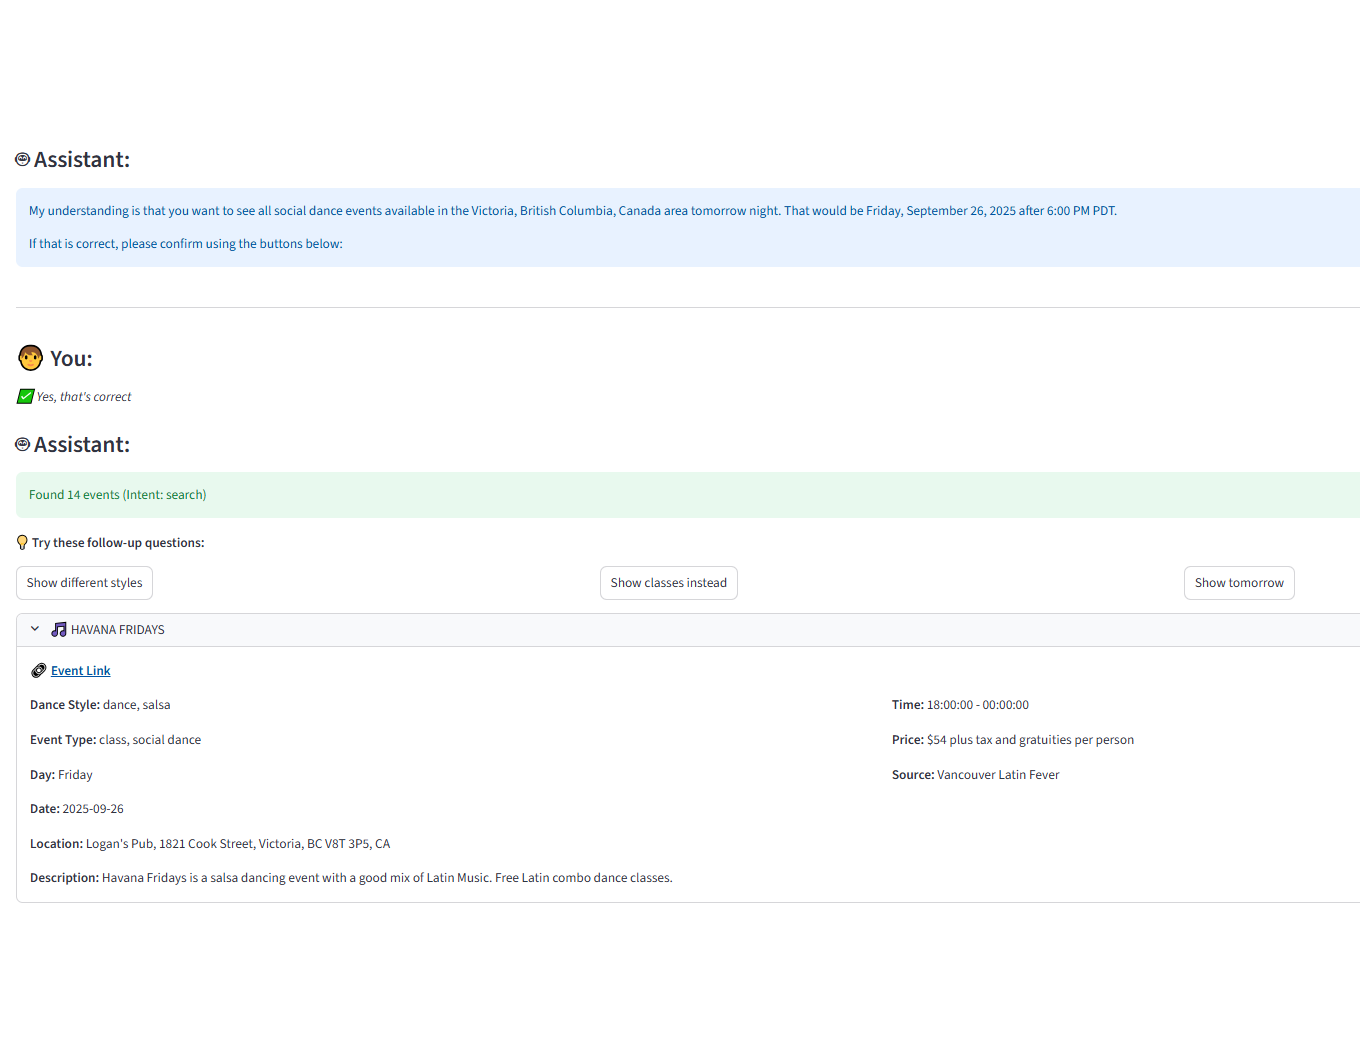 Assistant:
My understanding is that you want to see all social dance events available in the Victoria, British Columbia, Canada area tomorrow night. That would be Friday, September 26, 2025 after 6:00 PM PDT.
If that is correct, please confirm using the buttons below:
You:
Yes, that's correct
Assistant:
Found 14 events (Intent: search)
Try these follow-up questions:
Show different styles
Show classes instead
Show tomorrow
HAVANA FRIDAYS
Event Link
Dance Style: dance, salsa
Time: 18:00:00 - 00:00:00
Event Type: class, social dance
Price: $54 plus tax and gratuities per person
Day: Friday
Source: Vancouver Latin Fever
Date: 2025-09-26
Location: Logan's Pub, 1821 Cook Street, Victoria, BC V8T 3P5, CA
Description: Havana Fridays is a salsa dancing event with a good mix of Latin Music. Free Latin combo dance classes.